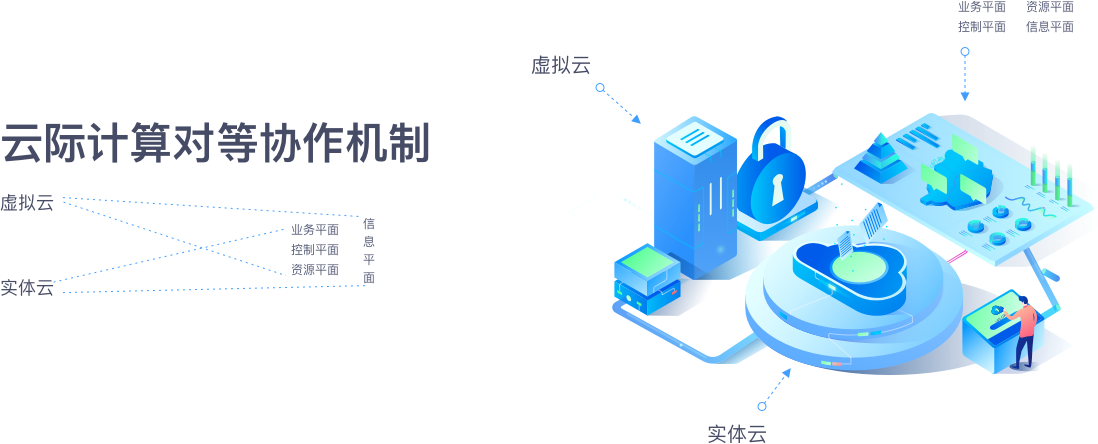 云际计算对等协作机制
虚拟云
实体云
业务平面
控制平面
资源平面
信息平面
虚拟云
业务平面 资源平面
控制平面 信息平面
实体云